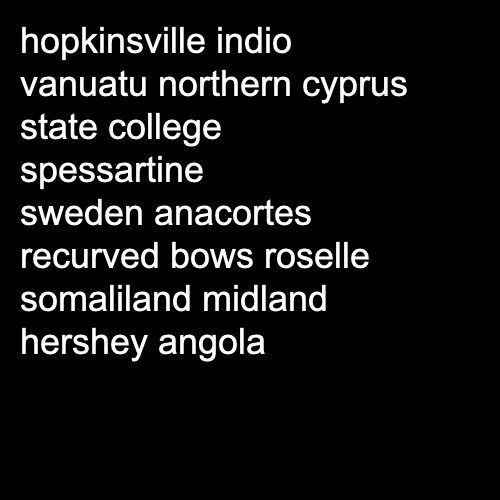 hopkinsville indio
vanuatu northern cyprus
state college
spessartine
sweden anacortes
recurved bows roselle
somaliland midland
hershey angola